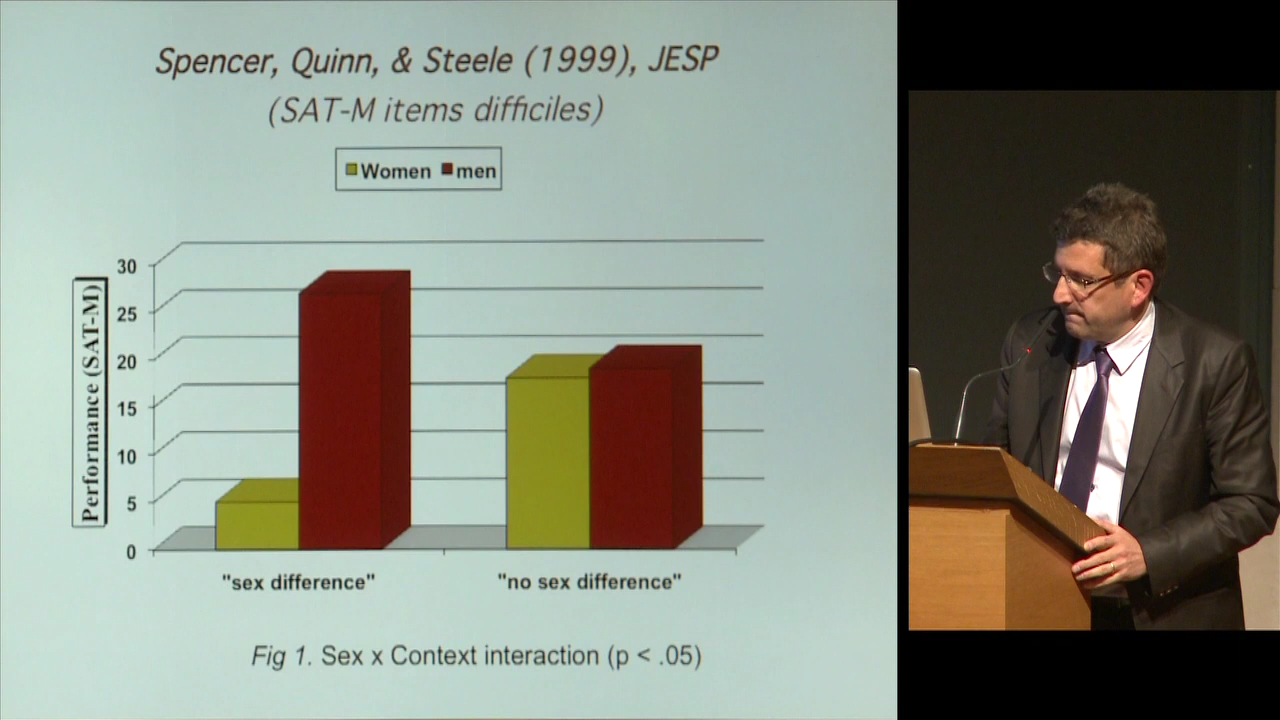 Spencer, Quinn, & Steele (1999), JESP
(SAT-M items difficiles)
Women men
Performance (SAT-M)
30
25
20
15
10
5
0
"sex difference" "no sex difference"
Fig 1. Sex x Context interaction (p < .05)